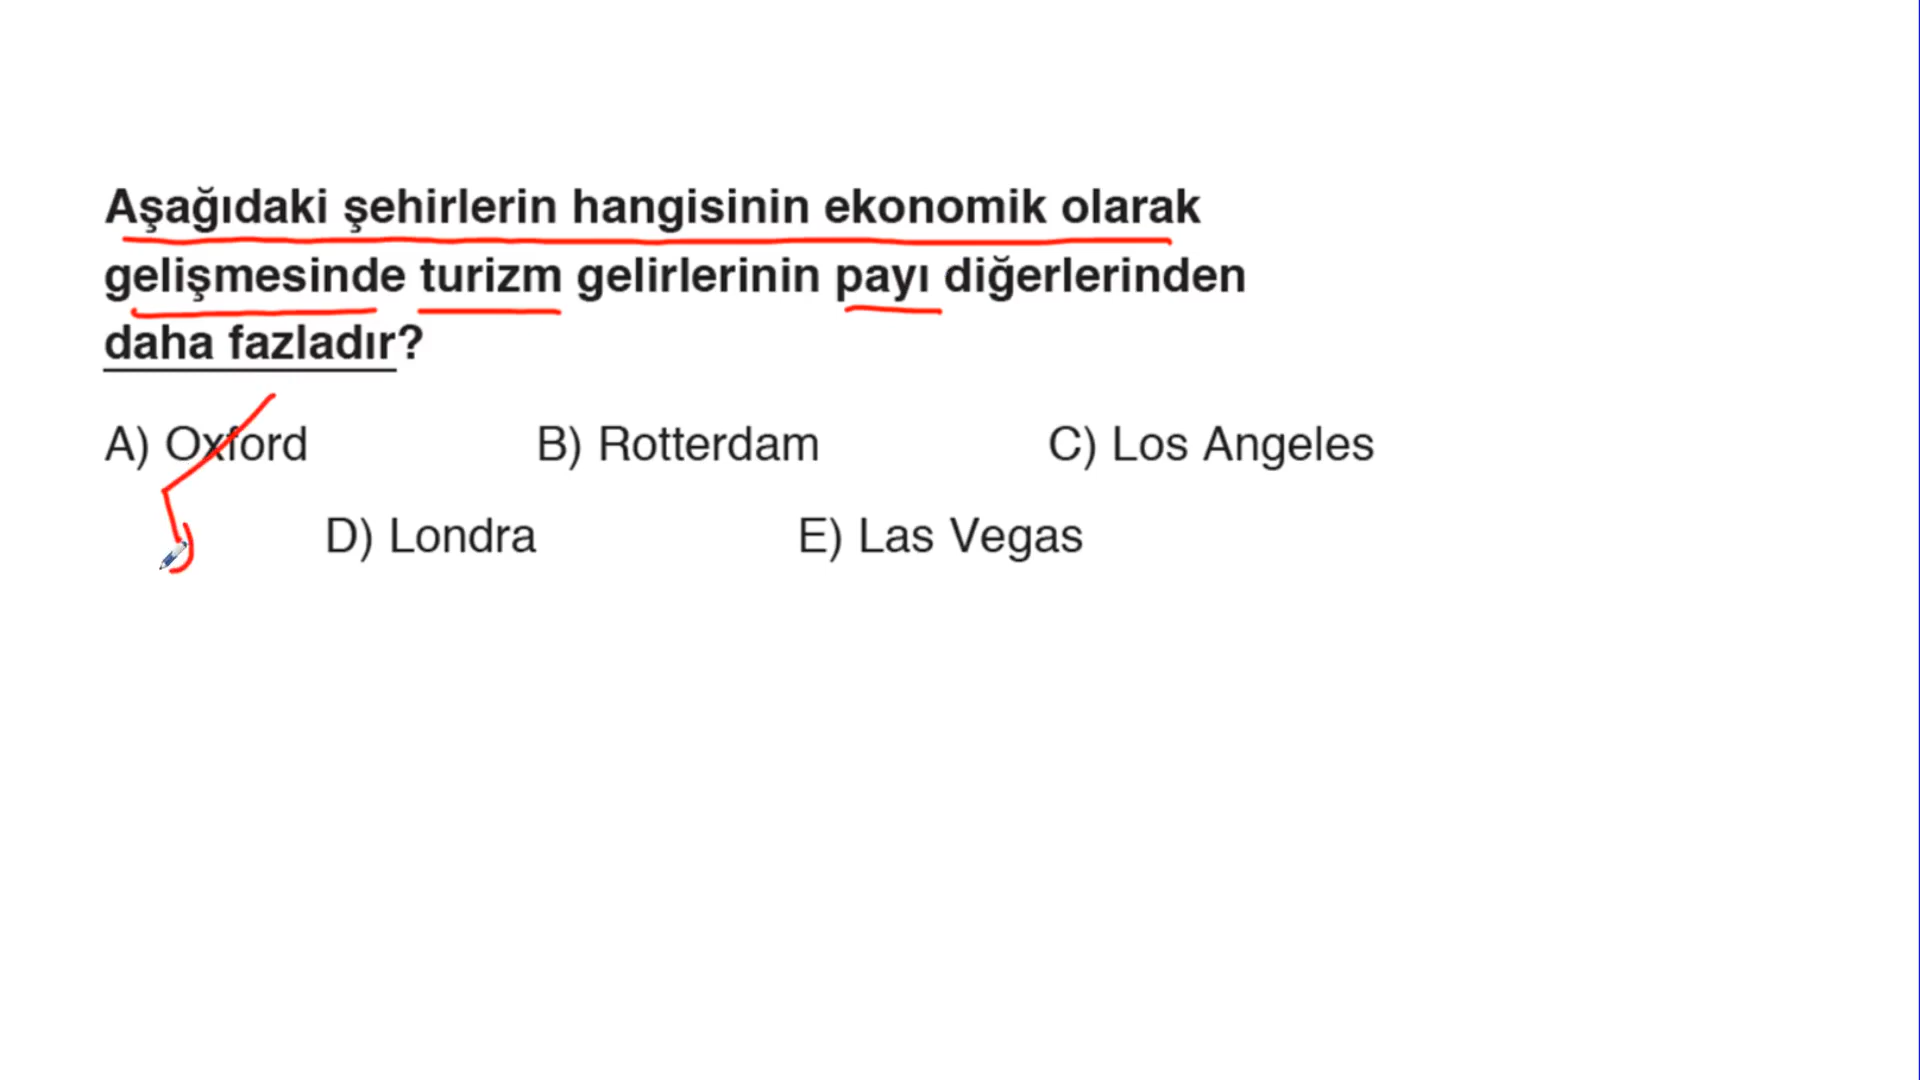 Aşağıdaki şehirlerin hangisinin ekonomik olarak
gelişmesinde turizm gelirlerinin payı diğerlerinden
daha fazladır?
A) Oxford B) Rotterdam C) Los Angeles
D) Londra E) Las Vegas